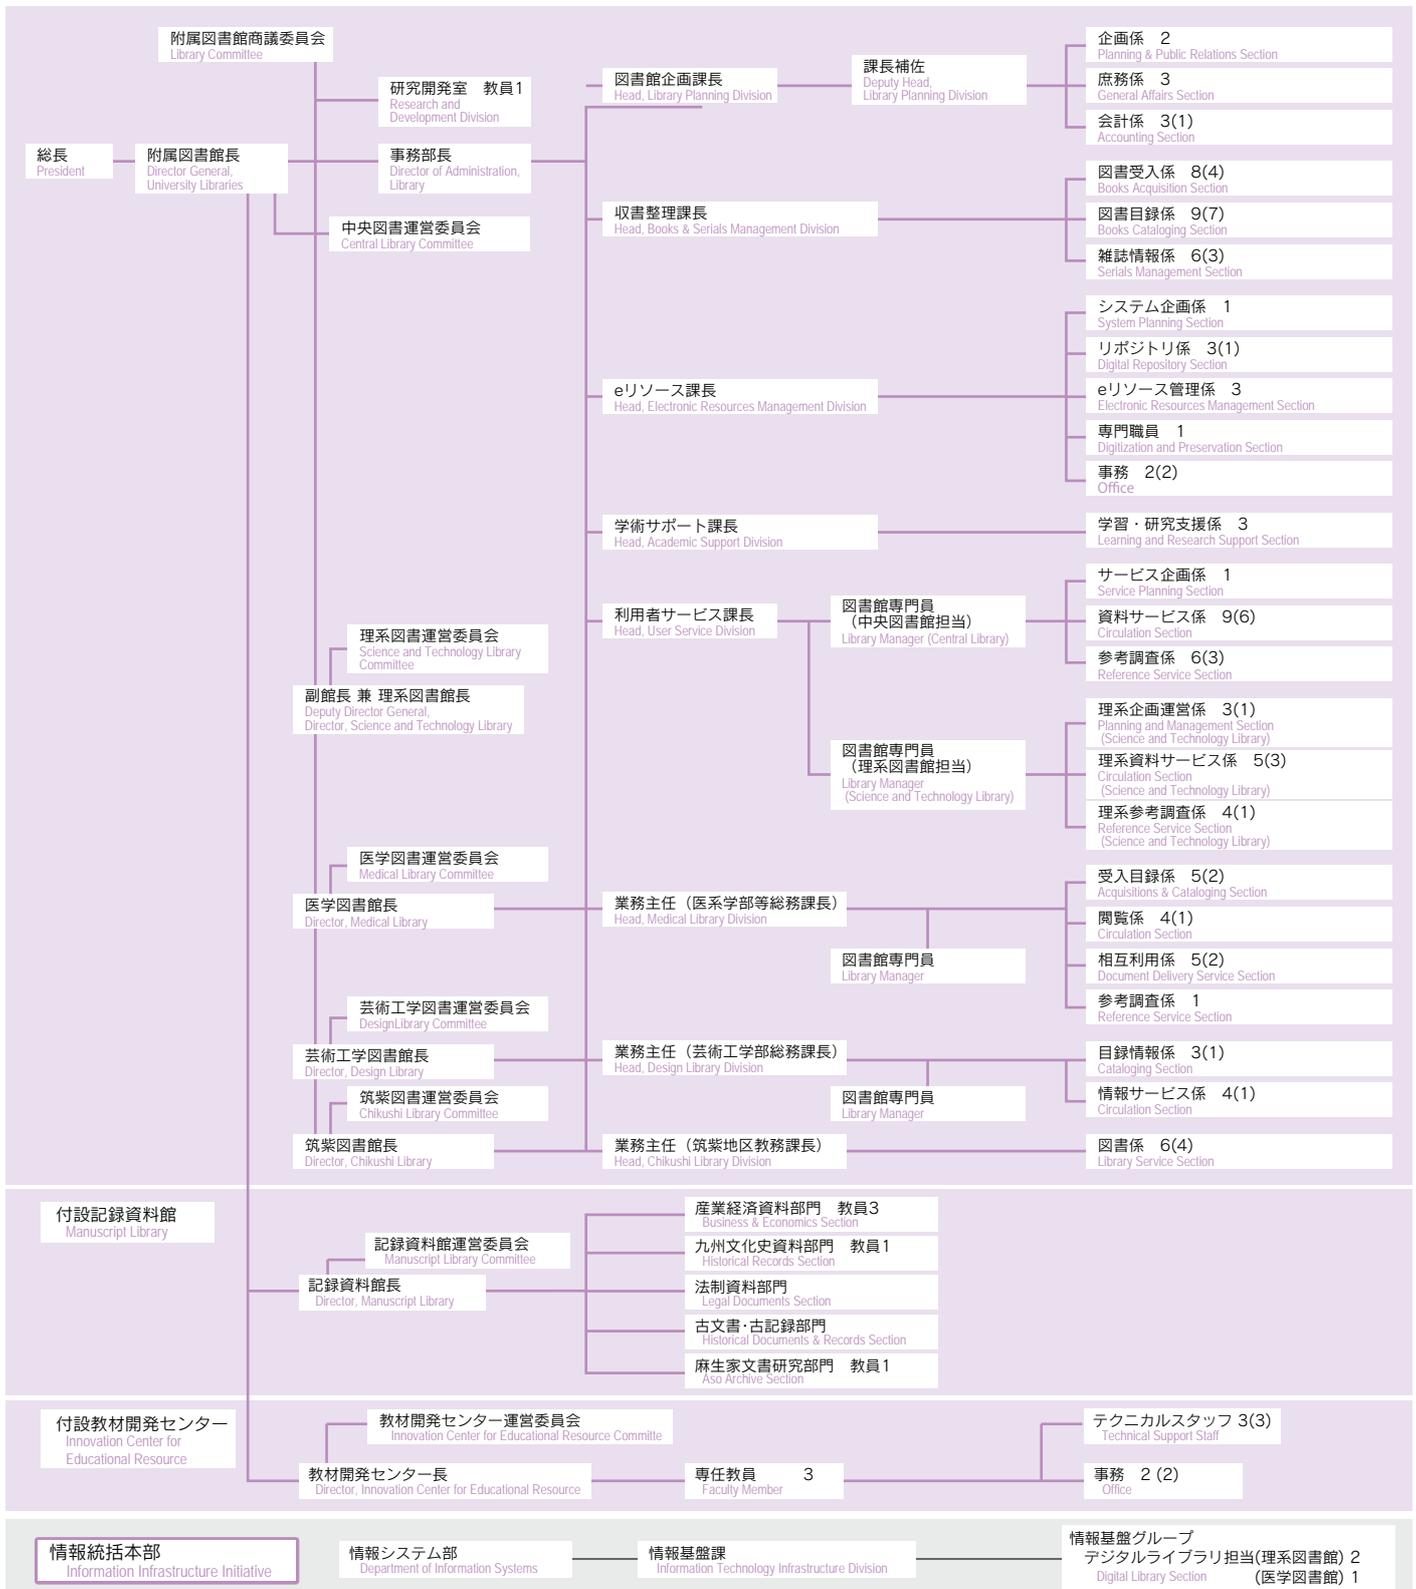 附属図書館商議委員会
Library Committee
研究開発室　教員1
Research and
Development Division
総長
President
附属図書館長
Director General,
University Libraries
事務部長
Director of Administration,
Library
中央図書運営委員会
Central Library Committee
図書館企画課長
Head, Library Planning Division
課長補佐
Deputy Head,
Library Planning Division
企画係　2
Planning & Public Relations Section
庶務係　3
General Affairs Section
会計係　3(1)
Accounting Section
収書整理課長
Head, Books & Serials Management Division
図書受入係　8(4)
Books Acquisition Section
図書目録係　9(7)
Books Cataloging Section
雑誌情報係　6(3)
Serials Management Section
eリソース課長
Head, Electronic Resources Management Division
システム企画係　1
System Planning Section
リポジトリ係　3(1)
Digital Repository Section
eリソース管理係　3
Electronic Resources Management Section
専門職員　1
Digitization and Preservation Section
事務　2(2)
Office
学術サポート課長
Head, Academic Support Division
学習・研究支援係　3
Learning and Research Support Section
利用者サービス課長
Head, User Service Division
図書館専門員
（中央図書館担当）
Library Manager (Central Library)
サービス企画係　1
Service Planning Section
資料サービス係　9(6)
Circulation Section
参考調査係　6(3)
Reference Service Section
図書館専門員
（理系図書館担当）
Library Manager
(Science and Technology Library)
理系企画運営係　3(1)
Planning and Management Section
(Science and Technology Library)
理系資料サービス係　5(3)
Circulation Section
(Science and Technology Library)
理系参考調査係　4(1)
Reference Service Section
(Science and Technology Library)
理系図書運営委員会
Science and Technology Library
Committee
副館長 兼 理系図書館長
Deputy Director General,
Director, Science and Technology Library
医学図書運営委員会
Medical Library Committee
医学図書館長
Director, Medical Library
業務主任（医系学部等総務課長）
Head, Medical Library Division
図書館専門員
Library Manager
受入目録係　5(2)
Acquisitions & Cataloging Section
閲覧係　4(1)
Circulation Section
相互利用係　5(2)
Document Delivery Service Section
参考調査係　1
Reference Service Section
芸術工学図書運営委員会
DesignLibrary Committee
芸術工学図書館長
Director, Design Library
業務主任（芸術工学部総務課長）
Head, Design Library Division
図書館専門員
Library Manager
目録情報係　3(1)
Cataloging Section
情報サービス係　4(1)
Circulation Section
筑紫図書運営委員会
Chikushi Library Committee
筑紫図書館長
Director, Chikushi Library
業務主任（筑紫地区教務課長）
Head, Chikushi Library Division
図書係　6(4)
Library Service Section
付設記録資料館
Manuscript Library
記録資料館運営委員会
Manuscript Library Committee
記録資料館長
Director, Manuscript Library
産業経済資料部門　教員3
Business & Economics Section
九州文化史資料部門　教員1
Historical Records Section
法制資料部門
Legal Documents Section
古文書･古記録部門
Historical Documents & Records Section
麻生家文書研究部門　教員1
Aso Archive Section
付設教材開発センター
Innovation Center for
Educational Resource
教材開発センター運営委員会
Innovation Center for Educational Resource Committe
教材開発センター長
Director, Innovation Center for Educational Resource
専任教員　　　3
Faculty Member
テクニカルスタッフ 3(3)
Technical Support Staff
事務　2 (2)
Office
情報統括本部
Information Infrastructure Initiative
情報システム部
Department of Information Systems
情報基盤課
Information Technology Infrastructure Division
情報基盤グループ
デジタルライブラリ担当(理系図書館) 2
Digital Library Section　　(医学図書館) 1